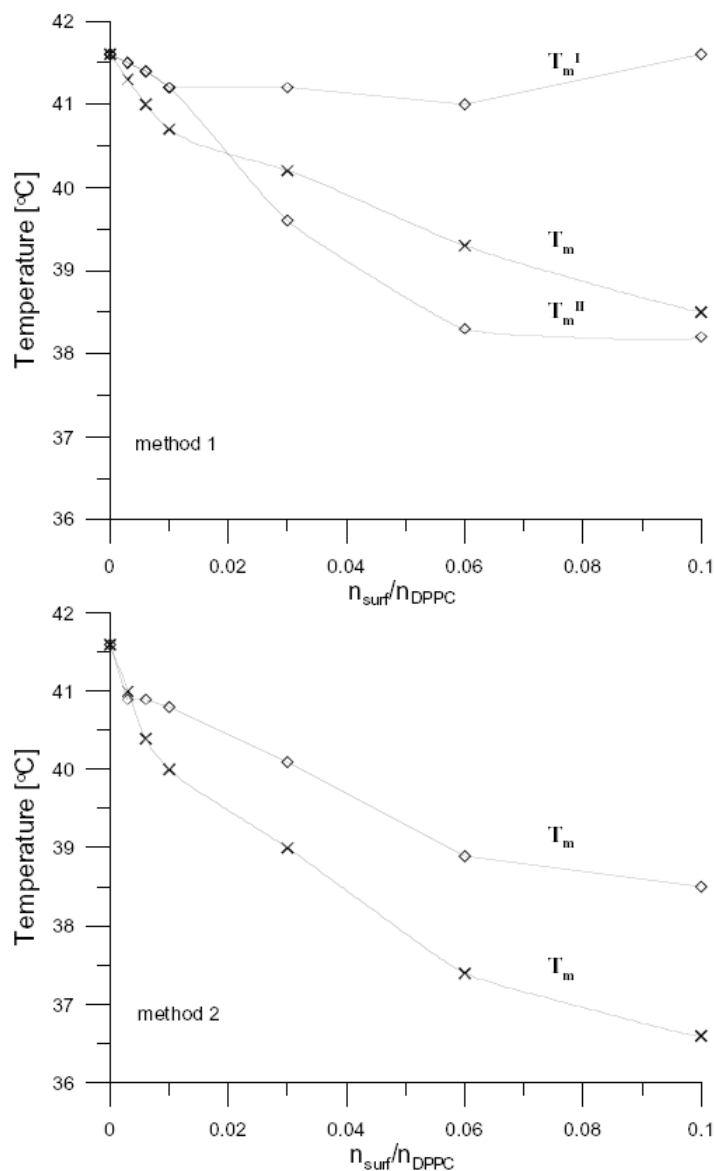 42
T_m^I
41
40
T_m
39
T_m^II
38
37
method 1
36
0 0.02 0.04 0.06 0.08 0.1
Temperature [°C]
n_surf/n_DPPC
42
41
40
39
T_m
38
T_m
37
method 2
36
0 0.02 0.04 0.06 0.08 0.1
Temperature [°C]
n_surf/n_DPPC